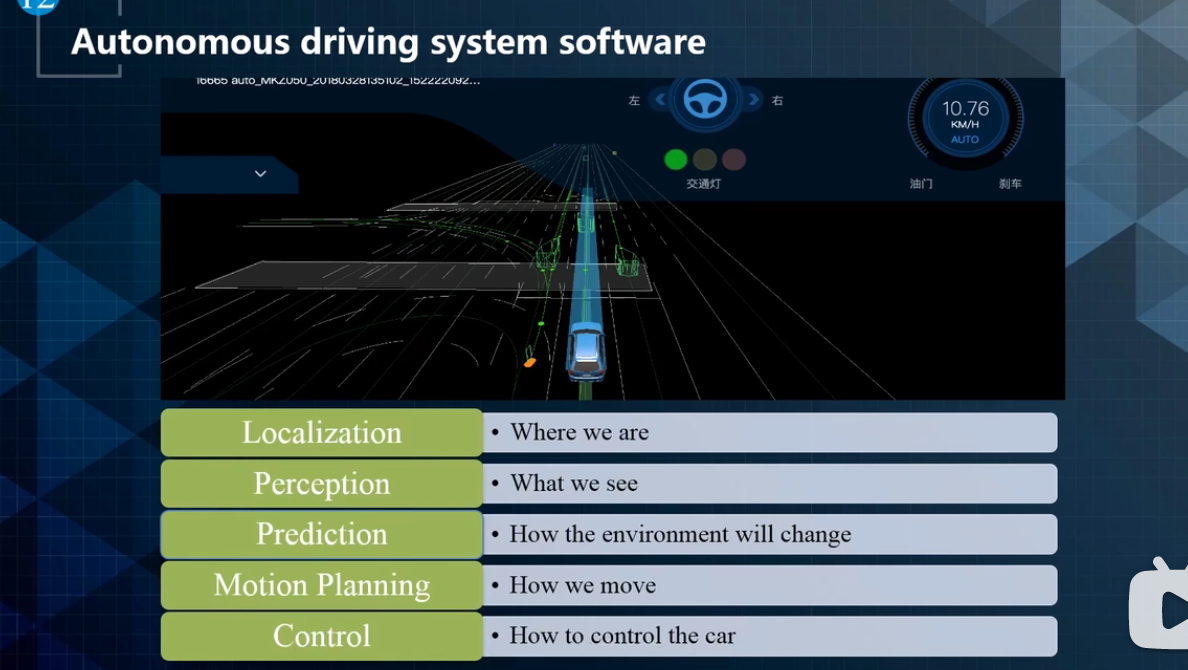 12
Autonomous driving system software
16665 auto_MKZ050_20180328135102_152222092...
左
右
10.76
KM/H
AUTO
交通灯
油门
刹车
Localization
• Where we are
Perception
• What we see
Prediction
• How the environment will change
Motion Planning
• How we move
Control
• How to control the car